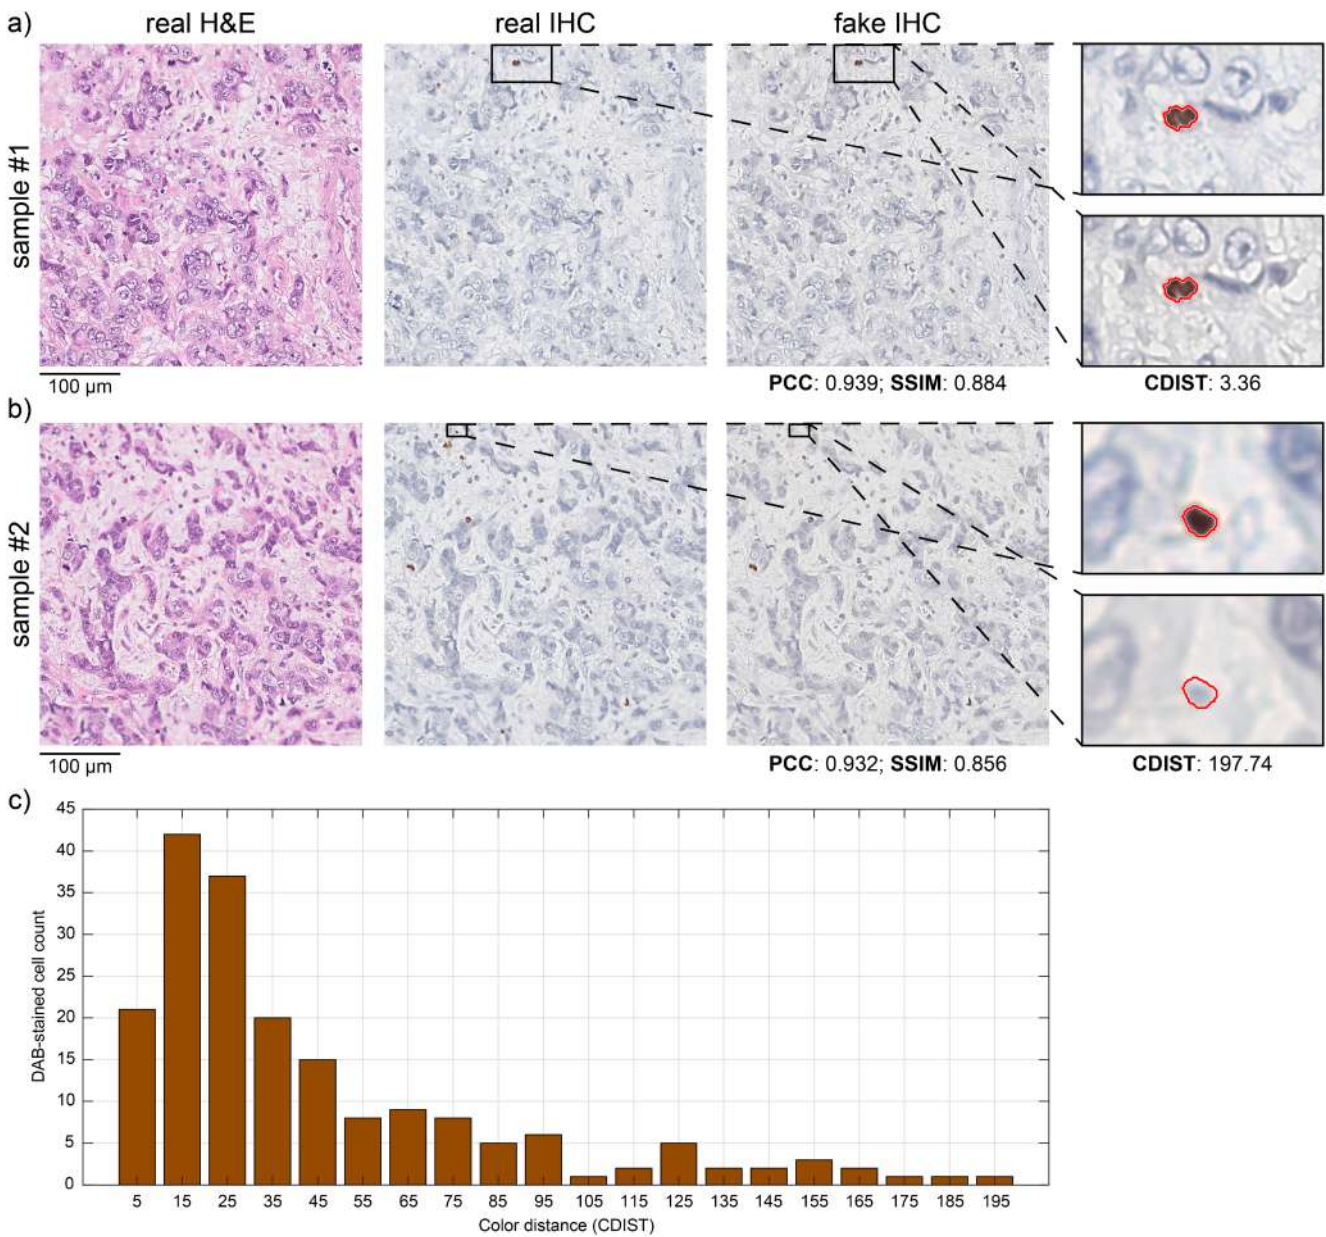 a)
real H&E
real IHC
fake IHC
sample #1
100 µm
PCC: 0.939; SSIM: 0.884
CDIST: 3.36
b)
sample #2
100 µm
PCC: 0.932; SSIM: 0.856
CDIST: 197.74
c)
DAB-stained cell count
45
40
35
30
25
20
15
10
5
0
5 15 25 35 45 55 65 75 85 95 105 115 125 135 145 155 165 175 185 195
Color distance (CDIST)